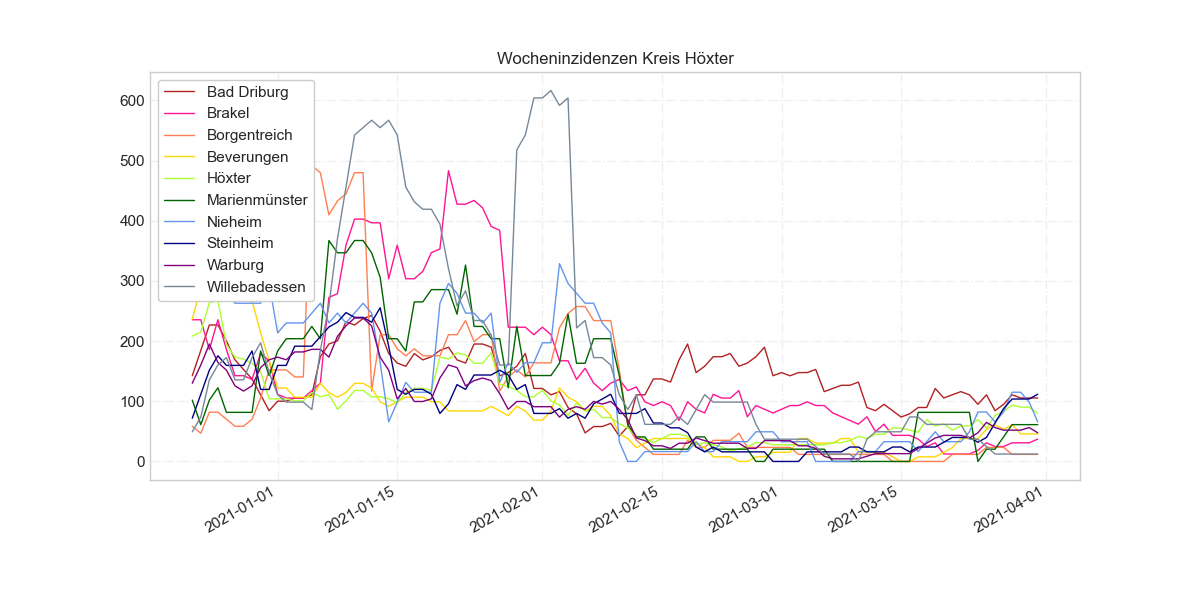 Wocheninzidenzen Kreis Höxter
600
500
400
300
200
100
0
Bad Driburg
Brakel
Borgentreich
Beverungen
Höxter
Marienmünster
Nieheim
Steinheim
Warburg
Willebadessen
2021-01-01
2021-01-15
2021-02-01
2021-02-15
2021-03-01
2021-03-15
2021-04-01